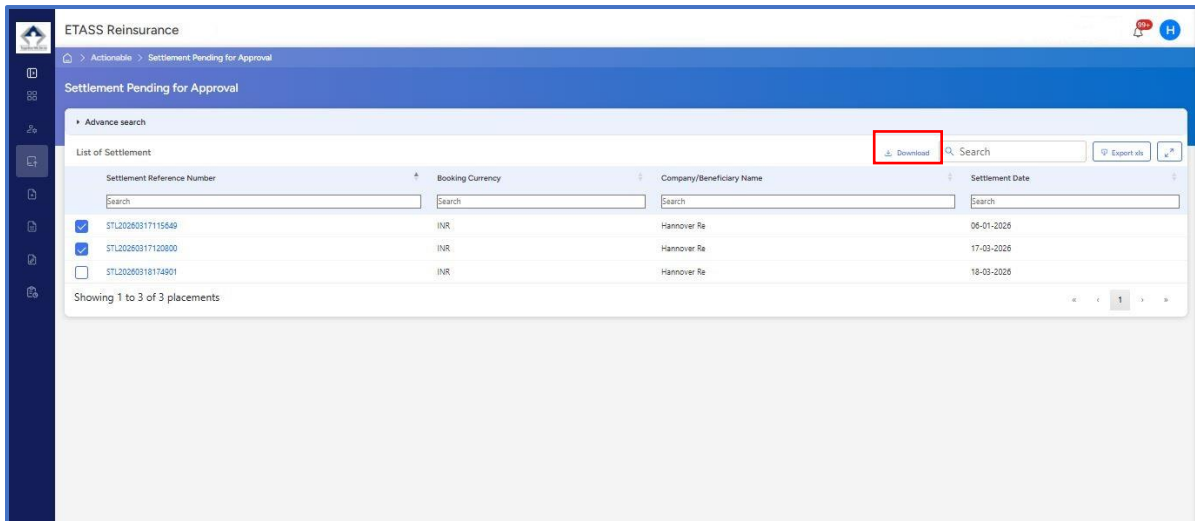 ETASS Reinsurance
99+
H
> Actionable > Settlement Pending for Approval
Settlement Pending for Approval
Advance search
List of Settlement
Download
Search
Export xls
Settlement Reference Number
Booking Currency
Company/Beneficiary Name
Settlement Date
Search
Search
Search
Search
STL20260317115649 INR Hannover Re 06-01-2026
STL20260317120800 INR Hannover Re 17-03-2026
STL20260318174901 INR Hannover Re 18-03-2026
Showing 1 to 3 of 3 placements
« ‹ 1 › »